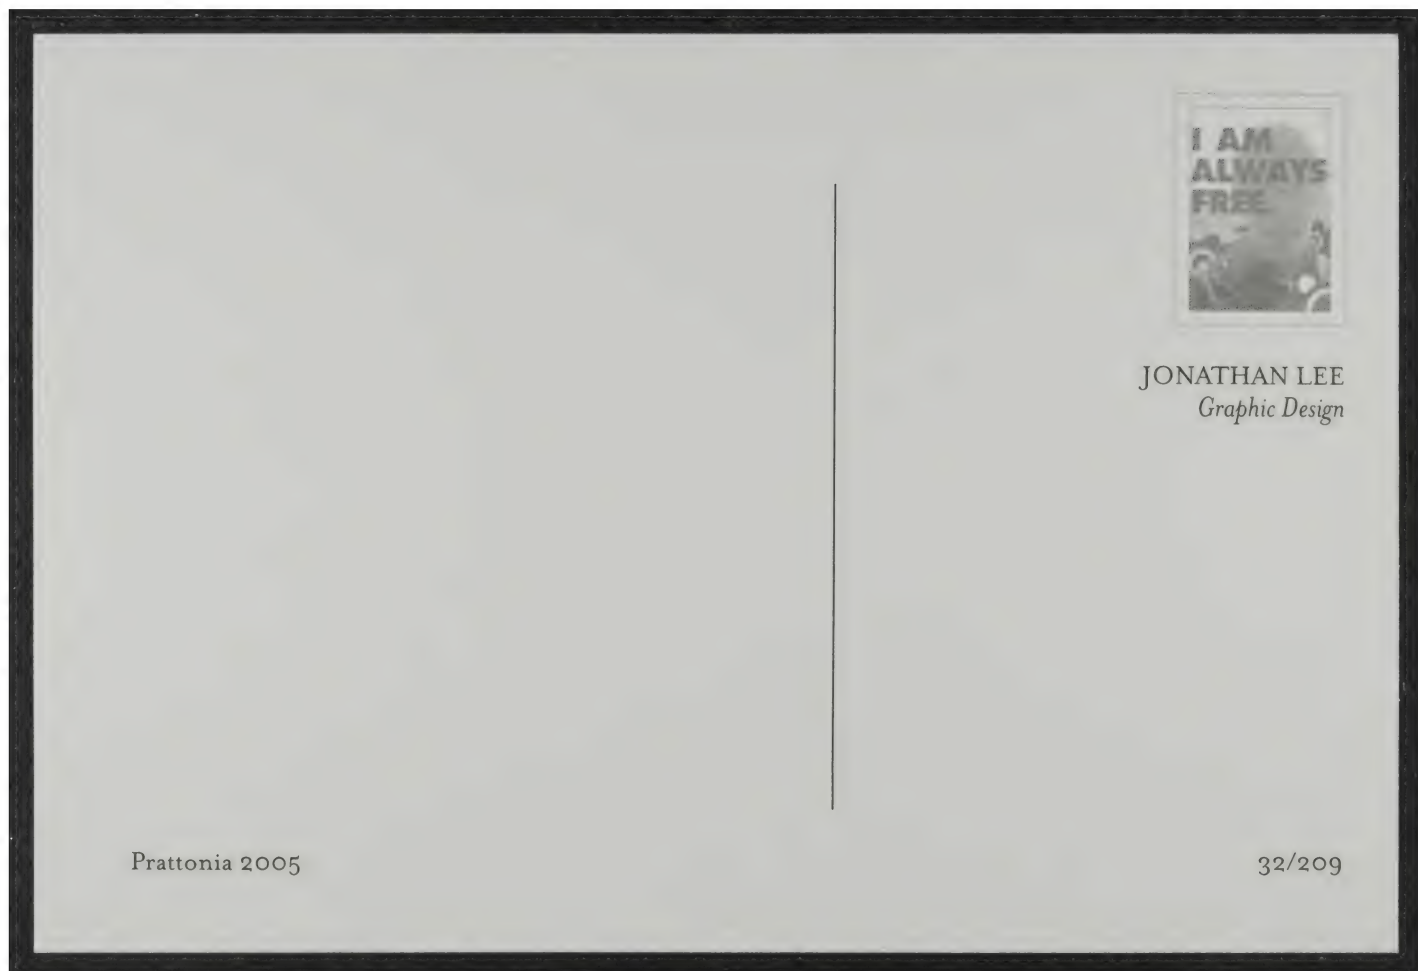 I AM
ALWAYS
FREE
JONATHAN LEE
Graphic Design
Prattonia 2005
32/209